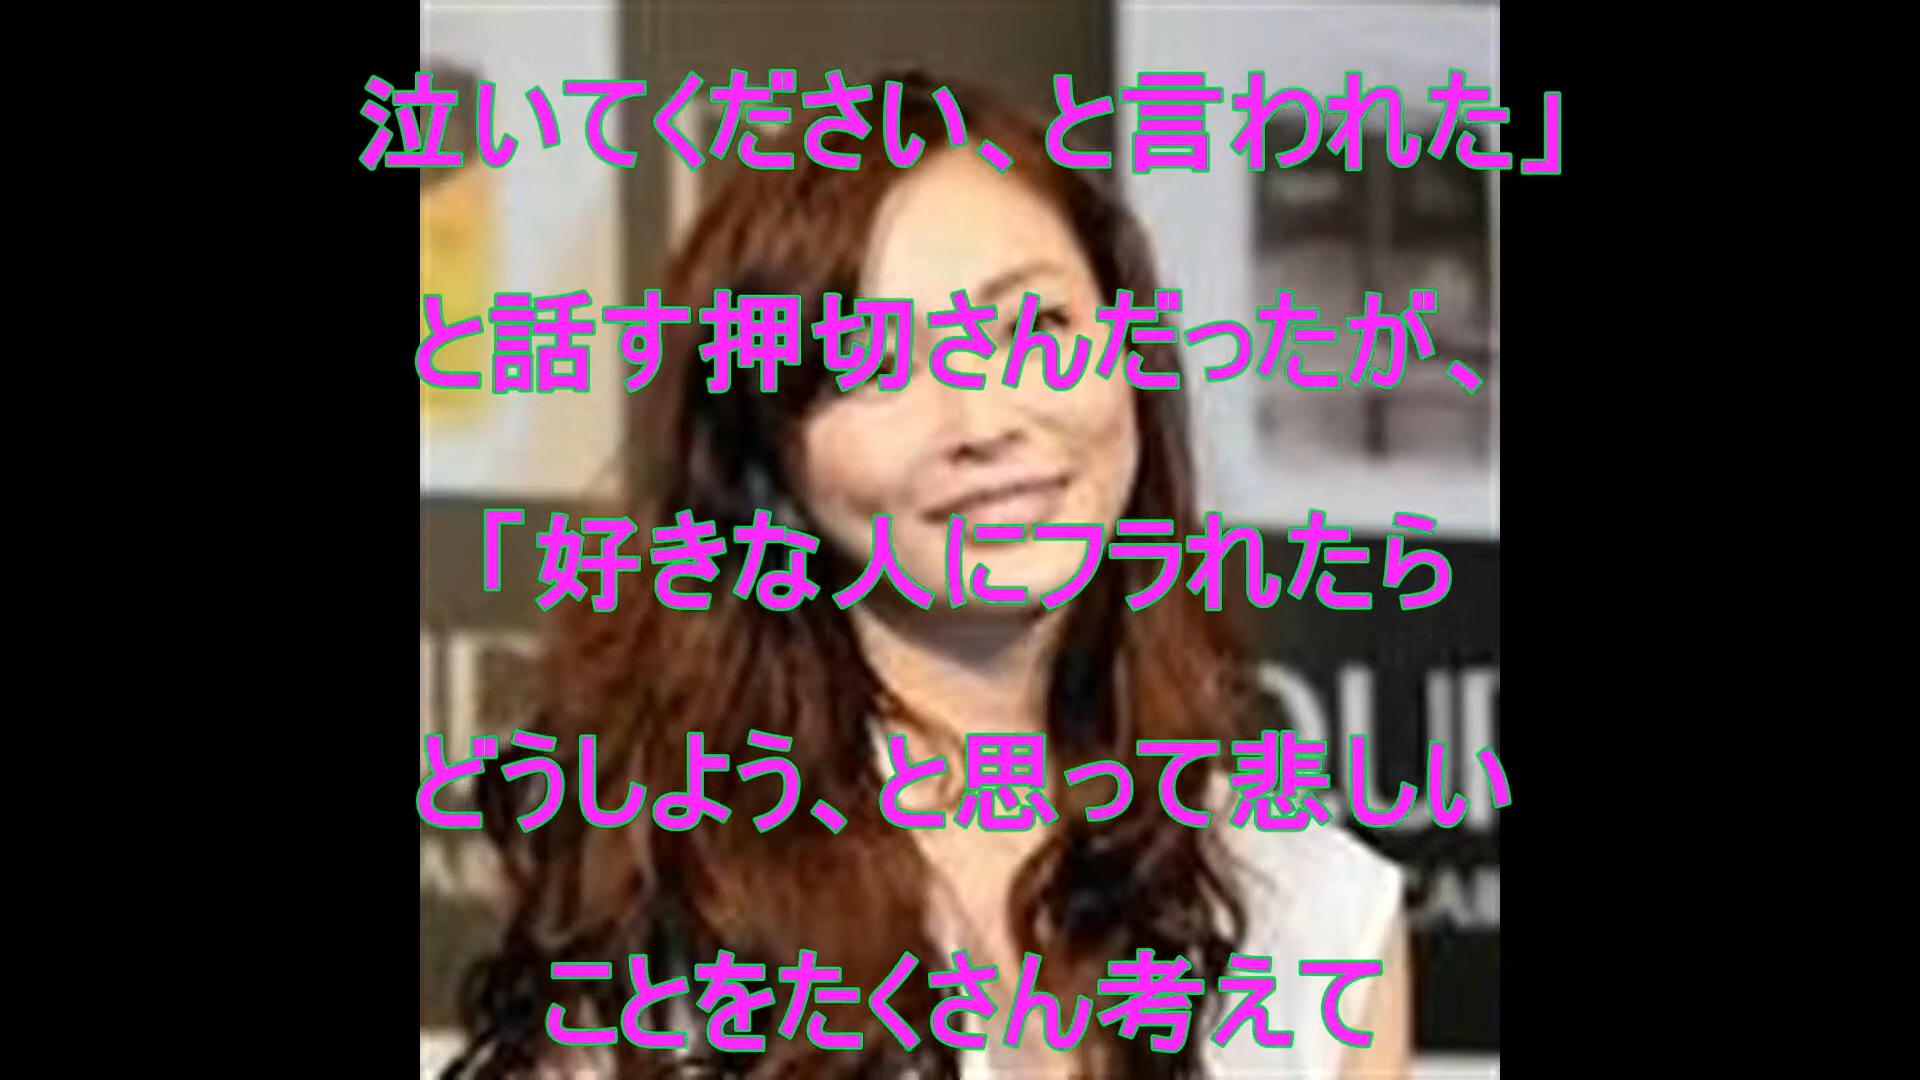 泣いてください、と言われた」
と話す押切さんだったが、
「好きな人にフラれたら
どうしよう、と思って悲しい
ことをたくさん考えて